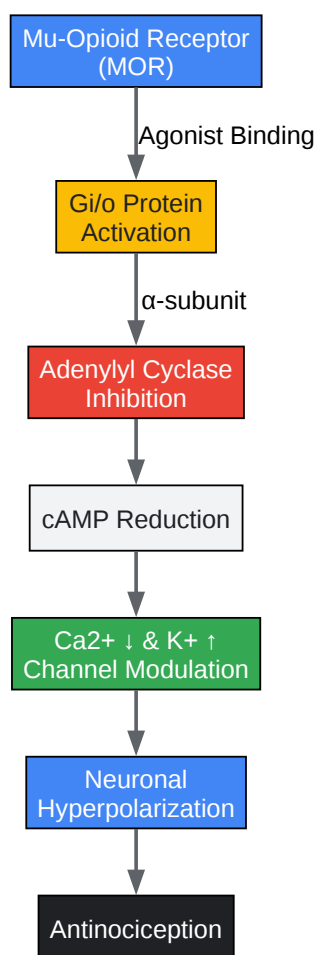 Mu-Opioid Receptor
(MOR)
Agonist Binding
Gi/o Protein
Activation
α-subunit
Adenylyl Cyclase
Inhibition
cAMP Reduction
Ca2+ ↓ & K+ ↑
Channel Modulation
Neuronal
Hyperpolarization
Antinociception